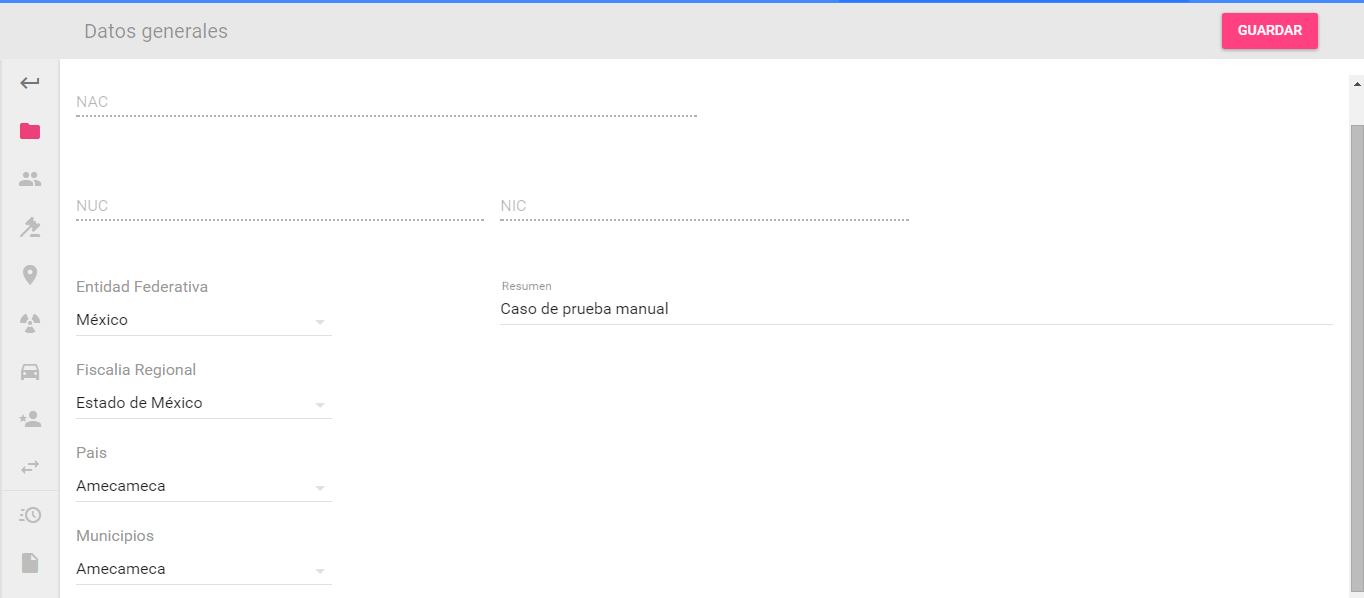 Datos generales
GUARDAR
NAC
NUC
NIC
Entidad Federativa
México
Resumen
Caso de prueba manual
Fiscalia Regional
Estado de México
Pais
Amecameca
Municipios
Amecameca